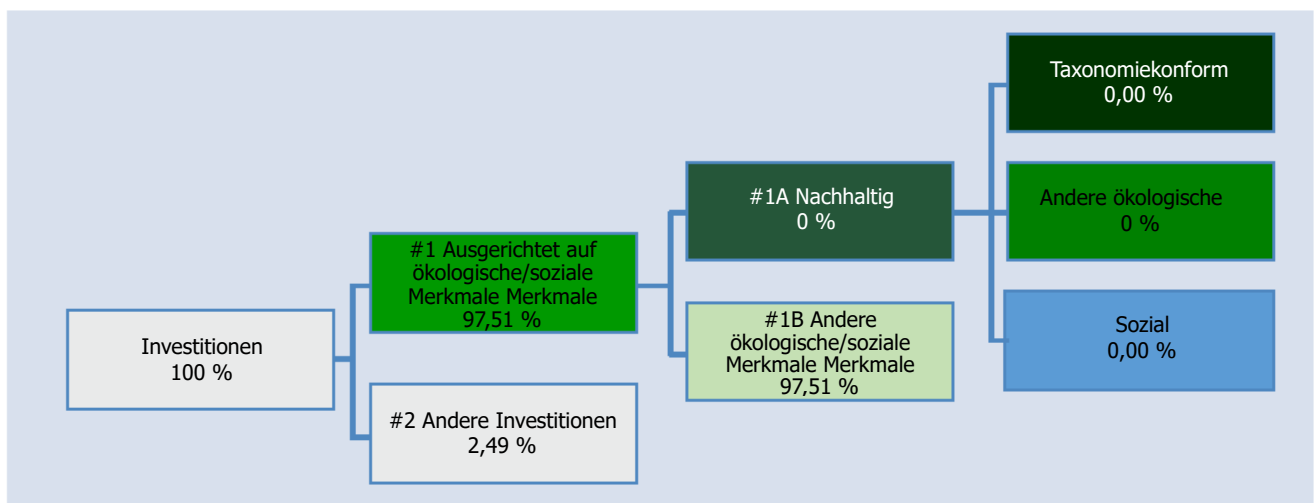 Investitionen
100 %
#1 Ausgerichtet auf
ökologische/soziale
Merkmale Merkmale
97,51 %
#2 Andere Investitionen
2,49 %
#1A Nachhaltig
0 %
#1B Andere
ökologische/soziale
Merkmale Merkmale
97,51 %
Taxonomiekonform
0,00 %
Andere ökologische
0 %
Sozial
0,00 %